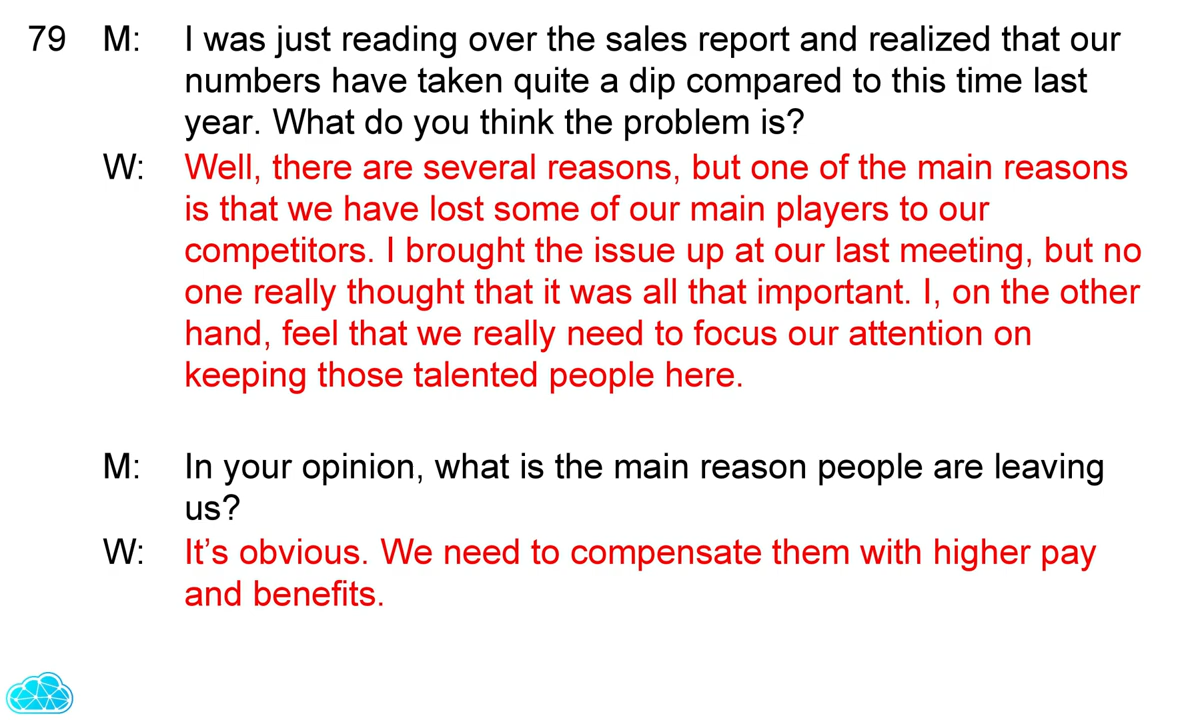 79 M: I was just reading over the sales report and realized that our
numbers have taken quite a dip compared to this time last
year. What do you think the problem is?
W: Well, there are several reasons, but one of the main reasons
is that we have lost some of our main players to our
competitors. I brought the issue up at our last meeting, but no
one really thought that it was all that important. I, on the other
hand, feel that we really need to focus our attention on
keeping those talented people here.
M: In your opinion, what is the main reason people are leaving
us?
W: It’s obvious. We need to compensate them with higher pay
and benefits.